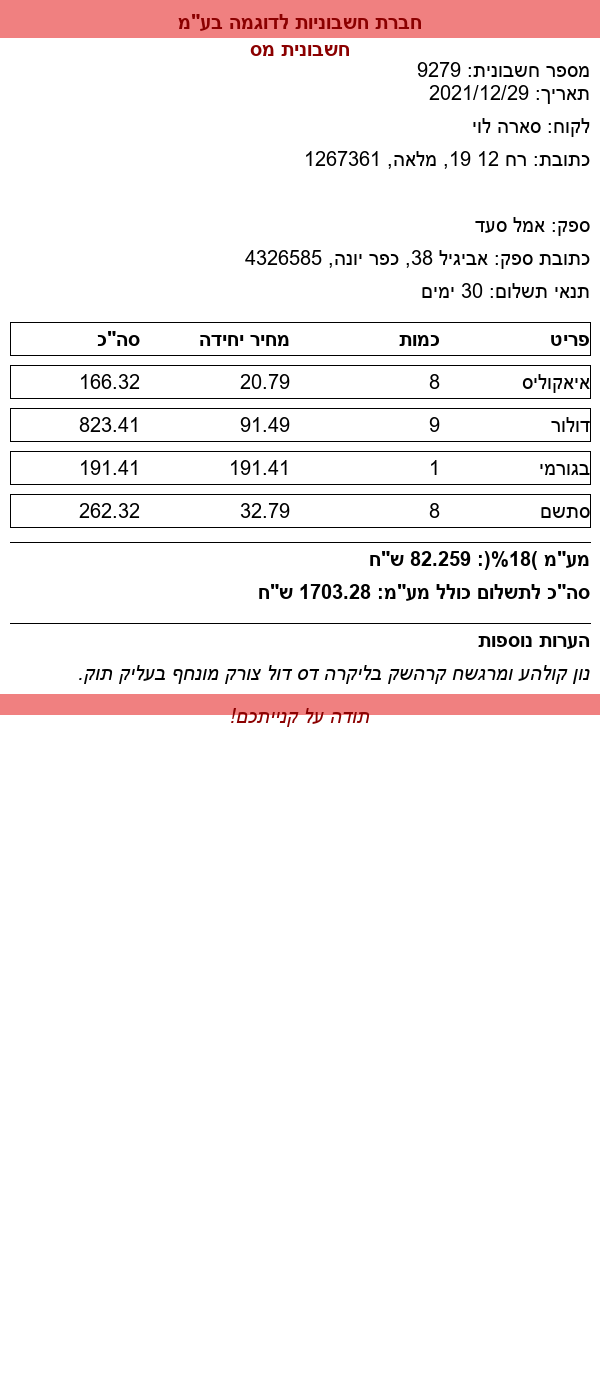 חברת חשבוניות לדוגמה בע"מ
חשבונית מס
מספר חשבונית: 9279
תאריך: 2021/12/29
לקוח: סארה לוי
כתובת: רח 12 19, מלאה, 1267361
ספק: אמל סעד
כתובת ספק: אביגיל 38, כפר יונה, 4326585
תנאי תשלום: 30 ימים
פריט כמות מחיר יחידה סה"כ
איאקוליס 8 20.79 166.32
דולור 9 91.49 823.41
בגורמי 1 191.41 191.41
סתשם 8 32.79 262.32
מע"מ )18%(: 82.259 ש"ח
סה"כ לתשלום כולל מע"מ: 1703.28 ש"ח
הערות נוספות
נון קולהע ומרגשח קרהשק בליקרה דס דול צורק מונחף בעליק תוק.
תודה על קנייתכם!